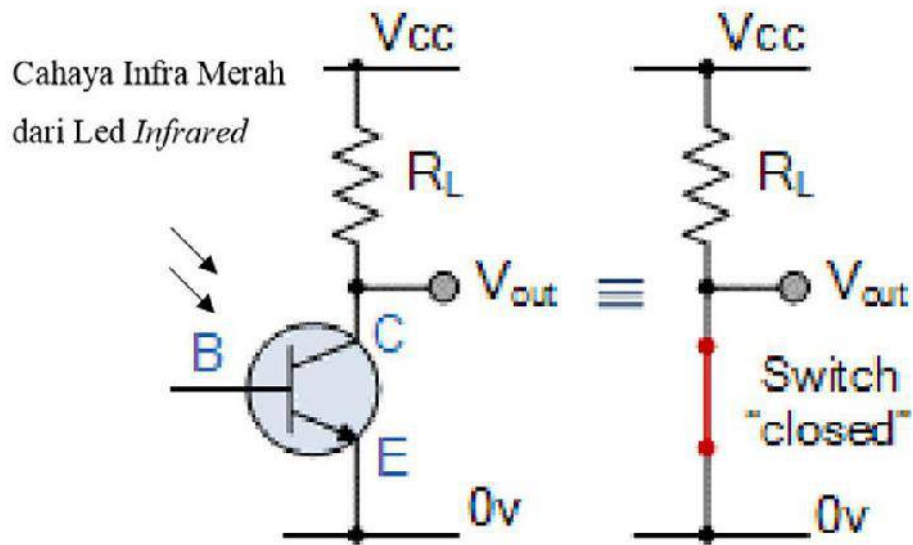 Cahaya Infra Merah
dari Led Infrared
Vcc
RL
Vout
B
C
E
0v
Vcc
RL
Vout
Switch
"closed"
0v